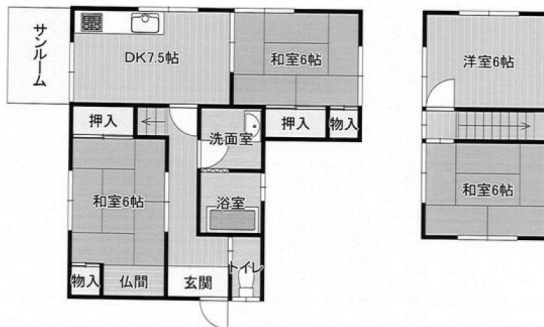 サンルーム
DK7.5帖
和室6帖
洋室6帖
押入
洗面室
押入
物入
和室6帖
浴室
和室6帖
物入
仏間
玄関
トイレ